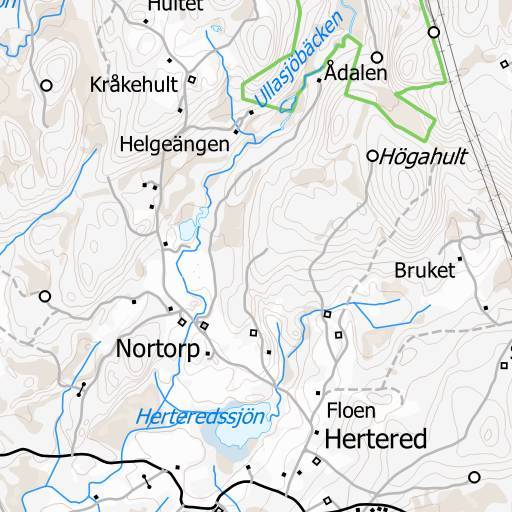 Hultet
Ullasjöbäcken
Ådalen
Kråkehult
Helgeängen
Högahult
Bruket
Nortorp
Herteredssjön
Floen
Hertered